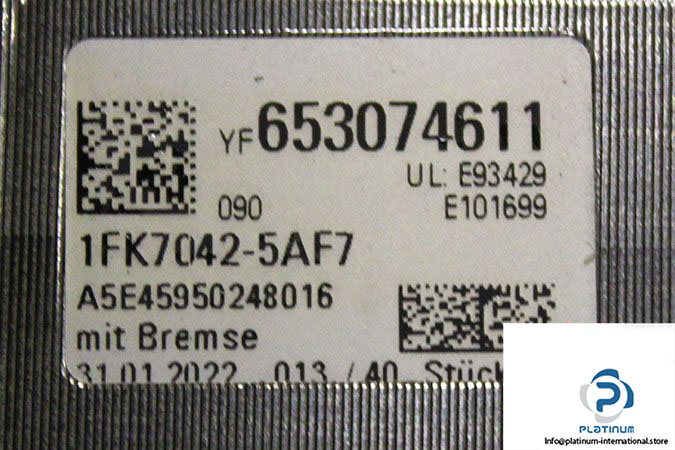 YF 653074611
UL: E93429
090 E101699
1FK7042-5AF7
A5E45950248016
mit Bremse
31.01.2022 013 / 40 Stück
PLATINUM
Info@platinum-international.store